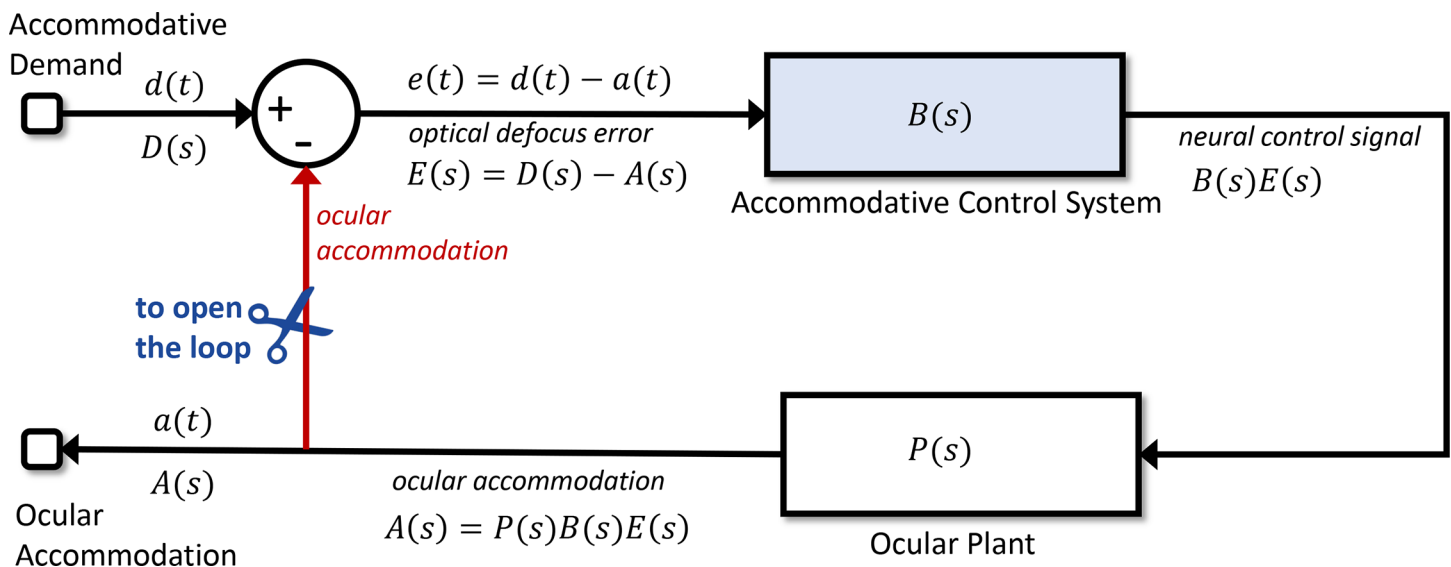 Accommodative
Demand
d(t)
D(s)
+
-
e(t) = d(t) − a(t)
optical defocus error
E(s) = D(s) − A(s)
B(s)
Accommodative Control System
neural control signal
B(s)E(s)
ocular
accommodation
to open
the loop
a(t)
A(s)
Ocular
Accommodation
ocular accommodation
A(s) = P(s)B(s)E(s)
P(s)
Ocular Plant